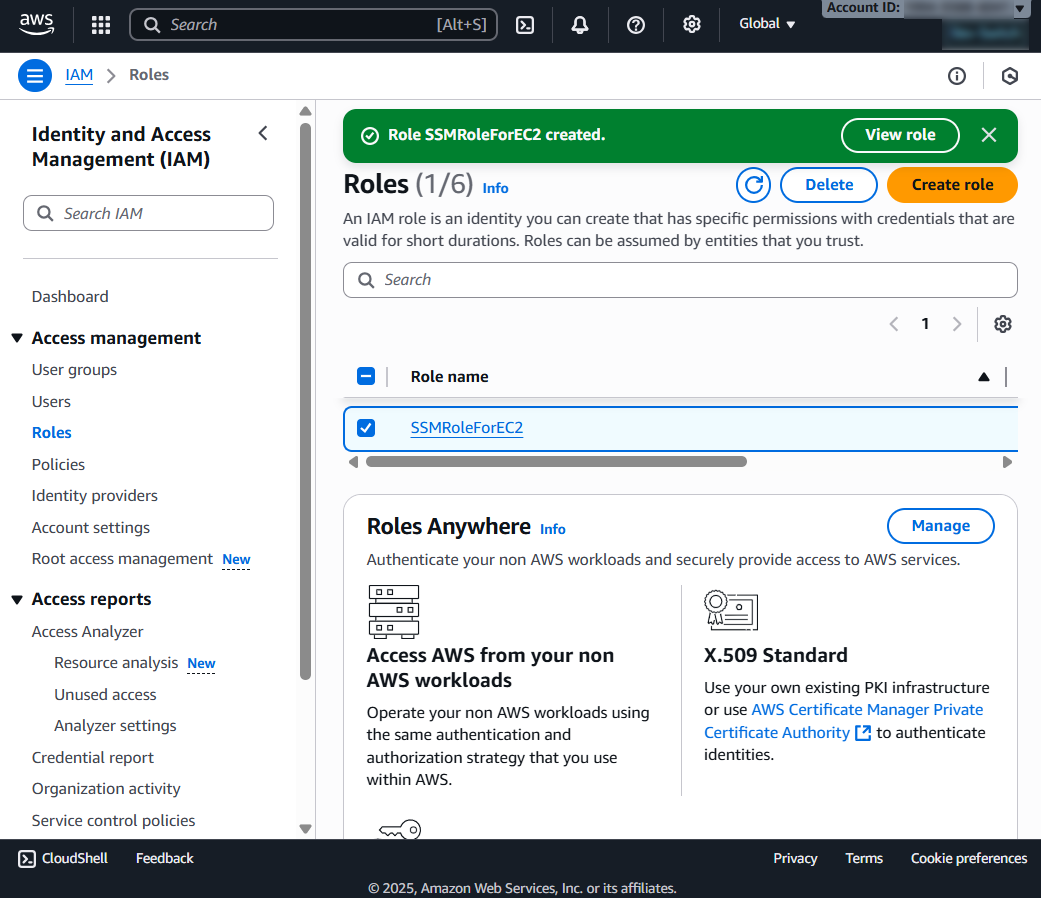 aws
Search [Alt+S]
Global
Account ID:
IAM > Roles
Identity and Access Management (IAM)
Search IAM
Dashboard
Access management
User groups
Users
Roles
Policies
Identity providers
Account settings
Root access management New
Access reports
Access Analyzer
Resource analysis New
Unused access
Analyzer settings
Credential report
Organization activity
Service control policies
Role SSMRoleForEC2 created.
View role
Roles (1/6) Info
Delete
Create role
An IAM role is an identity you can create that has specific permissions with credentials that are
valid for short durations. Roles can be assumed by entities that you trust.
Search
1
Role name
SSMRoleForEC2
Roles Anywhere Info
Manage
Authenticate your non AWS workloads and securely provide access to AWS services.
Access AWS from your non
AWS workloads
Operate your non AWS workloads using
the same authentication and
authorization strategy that you use
within AWS.
X.509 Standard
Use your own existing PKI infrastructure
or use AWS Certificate Manager Private
Certificate Authority to authenticate
identities.
CloudShell Feedback
Privacy Terms Cookie preferences
© 2025, Amazon Web Services, Inc. or its affiliates.